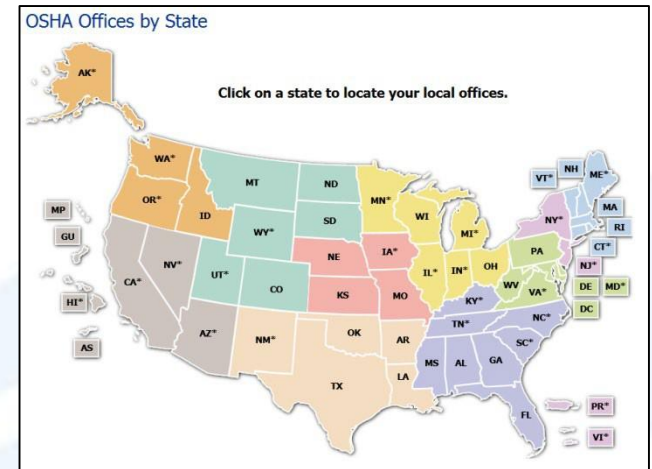 OSHA Offices by State
AK*
Click on a state to locate your local offices.
WA*
MT
ND
MN*
VT*
NH
ME*
OR*
ID
SD
WI
MI*
NY*
MA
RI
MP
WY*
CT*
GU
NV*
NE
IA*
PA
NJ*
UT*
IL*
IN*
OH
CA*
CO
KS
MO
WV
VA*
DE
MD*
HI*
KY*
DC
AZ*
NM*
OK
AR
TN*
NC*
AS
SC*
MS
AL
GA
TX
LA
FL
PR*
VI*